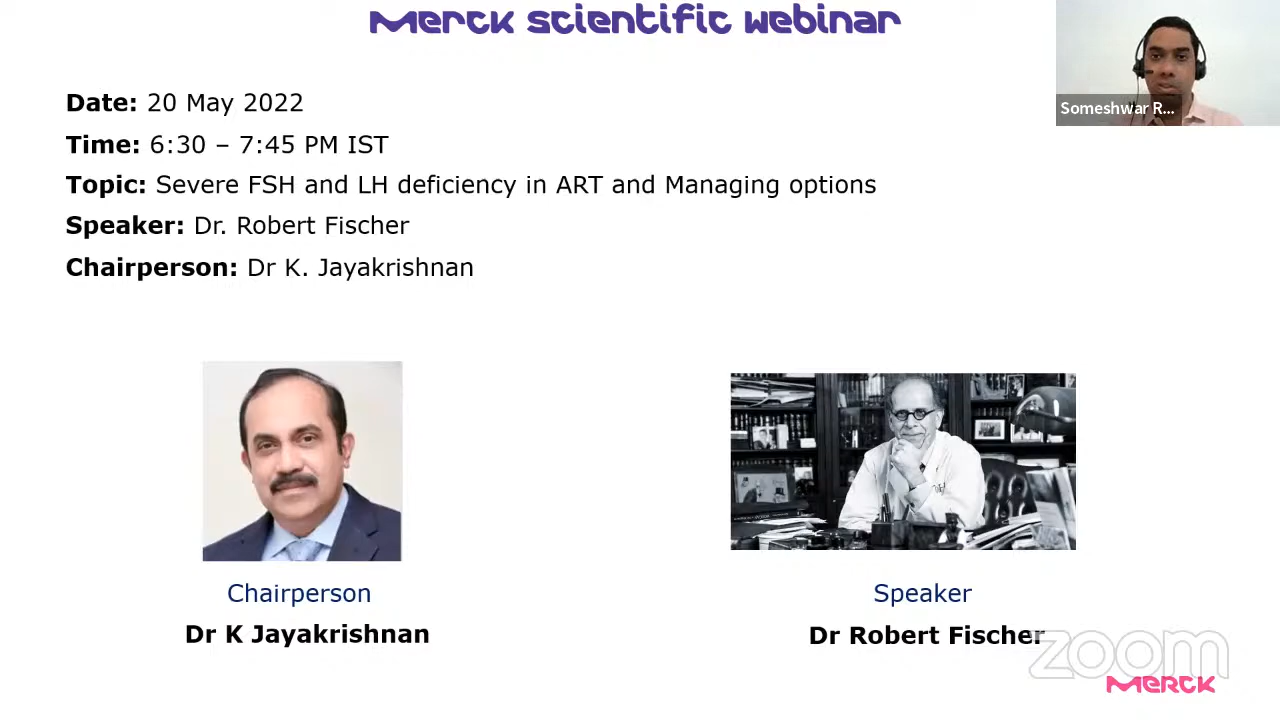 Merck scientific webinar
Date: 20 May 2022
Time: 6:30 – 7:45 PM IST
Topic: Severe FSH and LH deficiency in ART and Managing options
Speaker: Dr. Robert Fischer
Chairperson: Dr K. Jayakrishnan
Someshwar R...
Chairperson
Dr K Jayakrishnan
Speaker
Dr Robert Fischer
zoom
Merck